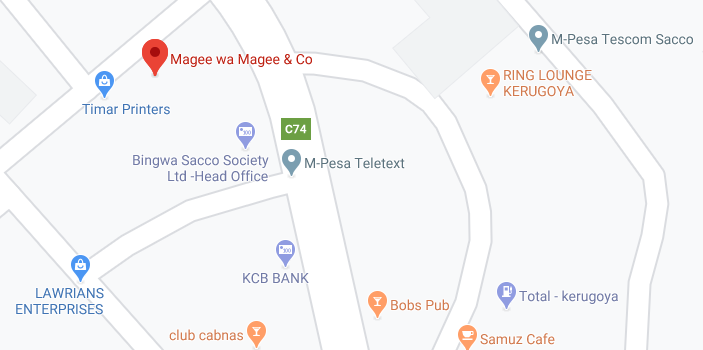 M-Pesa Tescom Sacco
Magee wa Magee & Co
RING LOUNGE
KERUGOYA
Timar Printers
C74
Bingwa Sacco Society
Ltd -Head Office
M-Pesa Teletext
KCB BANK
LAWRIANS
ENTERPRISES
Total - kerugoya
Bobs Pub
club cabnas
Samuz Cafe